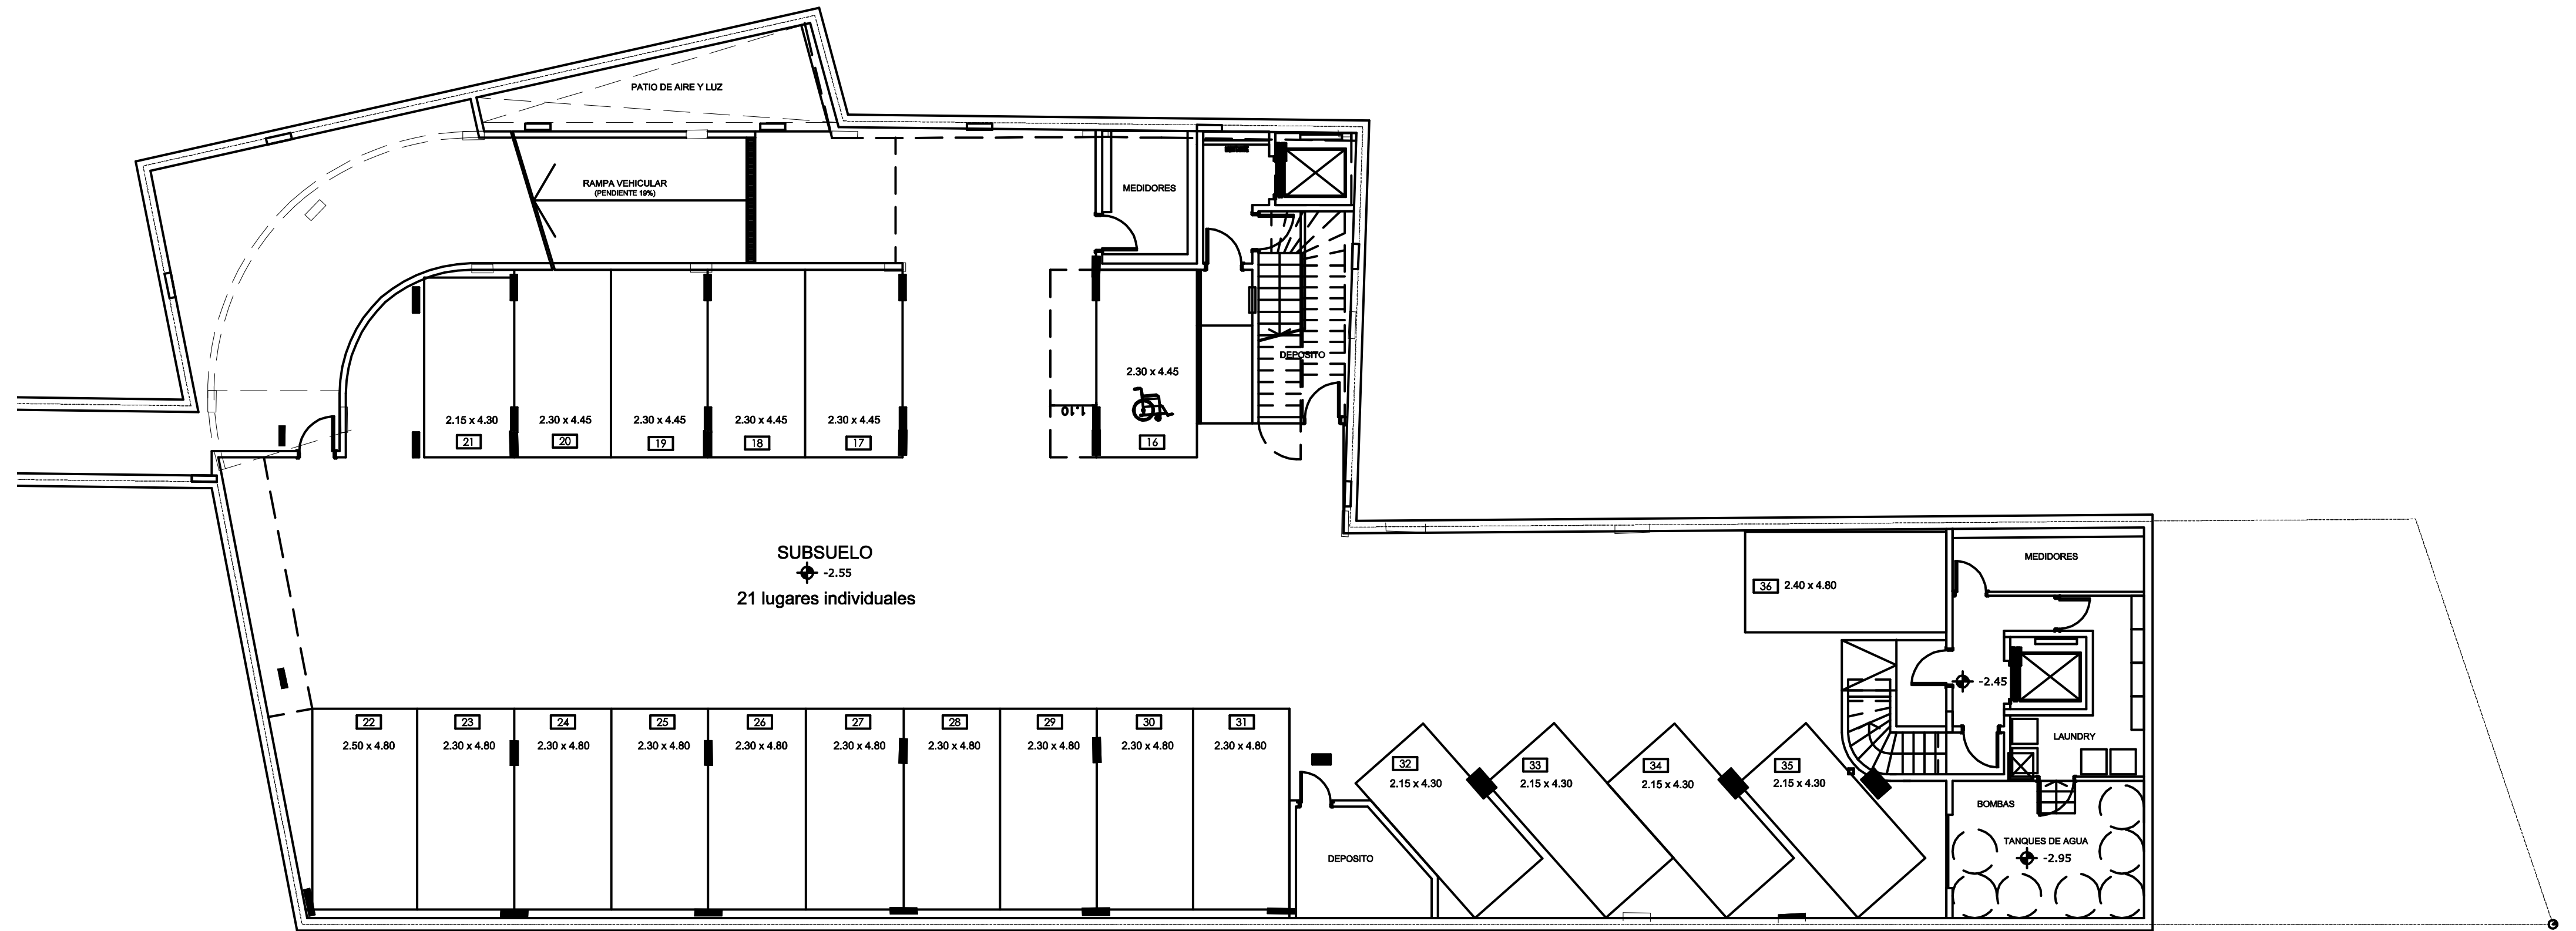 PATIO DE AIRE Y LUZ
RAMPA VEHICULAR
(PENDIENTE 19%)
MEDIDORES
DEPOSITO
2.30 x 4.45
1.10
16
2.15 x 4.30
21
2.30 x 4.45
20
2.30 x 4.45
19
2.30 x 4.45
18
2.30 x 4.45
17
SUBSUELO
-2.55
21 lugares individuales
36
2.40 x 4.80
MEDIDORES
-2.45
LAUNDRY
BOMBAS
TANQUES DE AGUA
-2.95
22
2.50 x 4.80
23
2.30 x 4.80
24
2.30 x 4.80
25
2.30 x 4.80
26
2.30 x 4.80
27
2.30 x 4.80
28
2.30 x 4.80
29
2.30 x 4.80
30
2.30 x 4.80
31
2.30 x 4.80
DEPOSITO
32
2.15 x 4.30
33
2.15 x 4.30
34
2.15 x 4.30
35
2.15 x 4.30